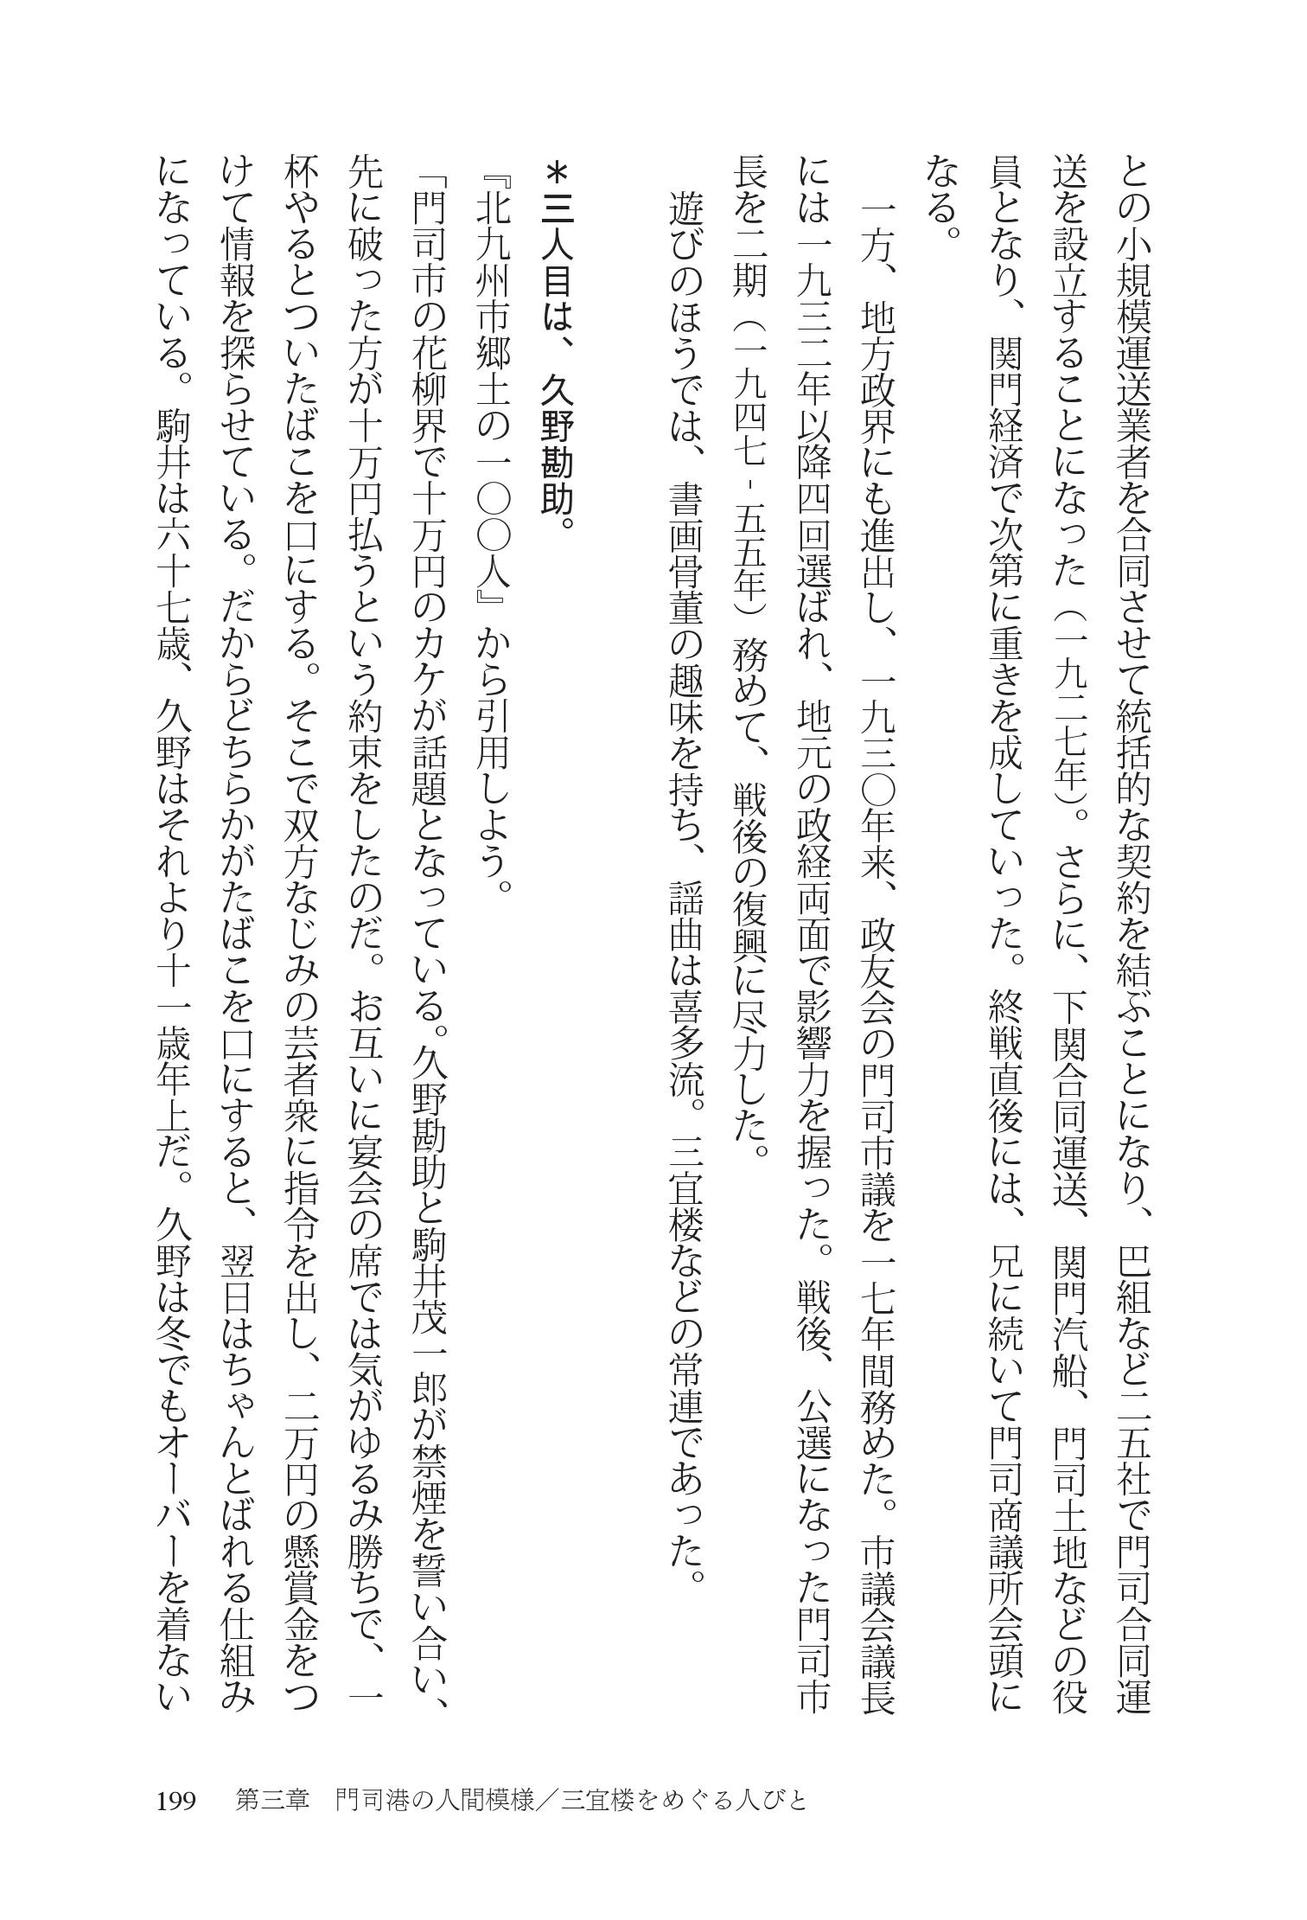 との小規模運送業者を合同させて統括的な契約を結ぶことになり、巴組など二五社で門司合同運
送を設立することになった（一九二七年）。さらに、下関合同運送、関門汽船、門司土地などの役
員となり、関門経済で次第に重きを成していった。終戦直後には、兄に続いて門司商議所会頭に
なる。
　一方、地方政界にも進出し、一九三〇年来、政友会の門司市議を一七年間務めた。市議会議長
には一九三二年以降四回選ばれ、地元の政経両面で影響力を握った。戦後、公選になった門司市
長を二期（一九四七-五五年）務めて、戦後の復興に尽力した。
　遊びのほうでは、書画骨董の趣味を持ち、謡曲は喜多流。三宜楼などの常連であった。
＊三人目は、久野勘助。
『北九州市郷土の一〇〇人』から引用しよう。
「門司市の花柳界で十万円のカケが話題となっている。久野勘助と駒井茂一郎が禁煙を誓い合い、
先に破った方が十万円払うという約束をしたのだ。お互いに宴会の席では気がゆるみ勝ちで、一
杯やるとついたばこを口にする。そこで双方なじみの芸者衆に指令を出し、二万円の懸賞金をつ
けて情報を探らせている。だからどちらかがたばこを口にすると、翌日はちゃんとばれる仕組み
になっている。駒井は六十七歳、久野はそれより十一歳年上だ。久野は冬でもオーバーを着ない
199　第三章　門司港の人間模様／三宜楼をめぐる人びと